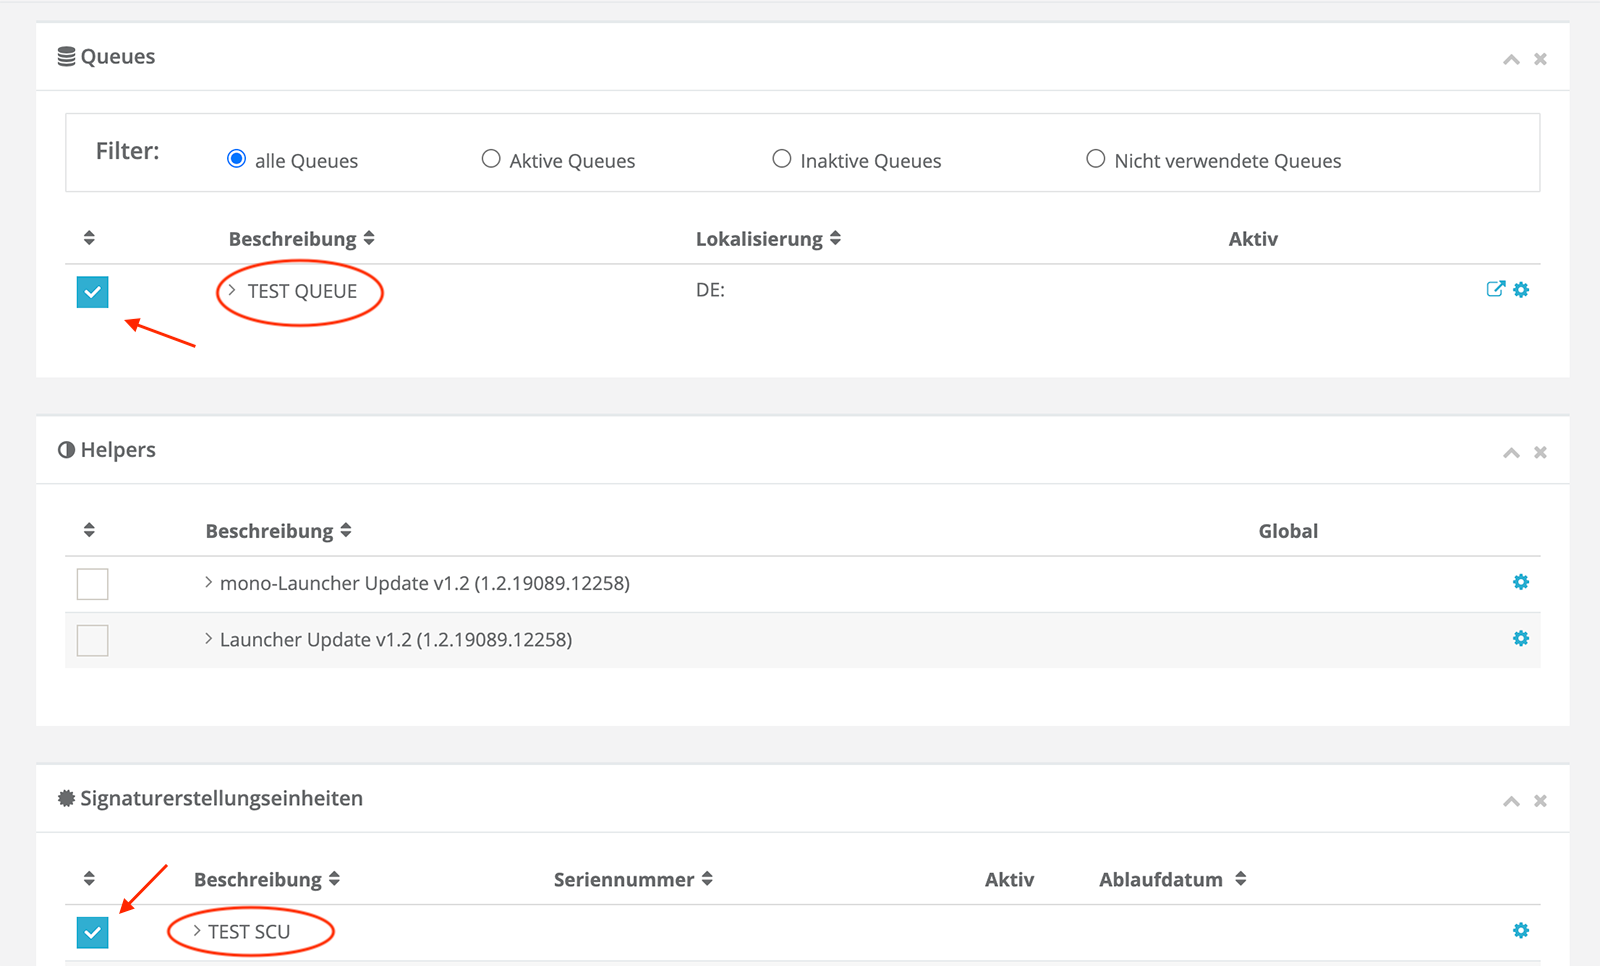 Queues
Filter: alle Queues Aktive Queues Inaktive Queues Nicht verwendete Queues
Beschreibung Lokalisierung Aktiv
TEST QUEUE DE:
Helpers
Beschreibung Global
mono-Launcher Update v1.2 (1.2.19089.12258)
Launcher Update v1.2 (1.2.19089.12258)
Signaturerstellungseinheiten
Beschreibung Seriennummer Aktiv Ablaufdatum
TEST SCU